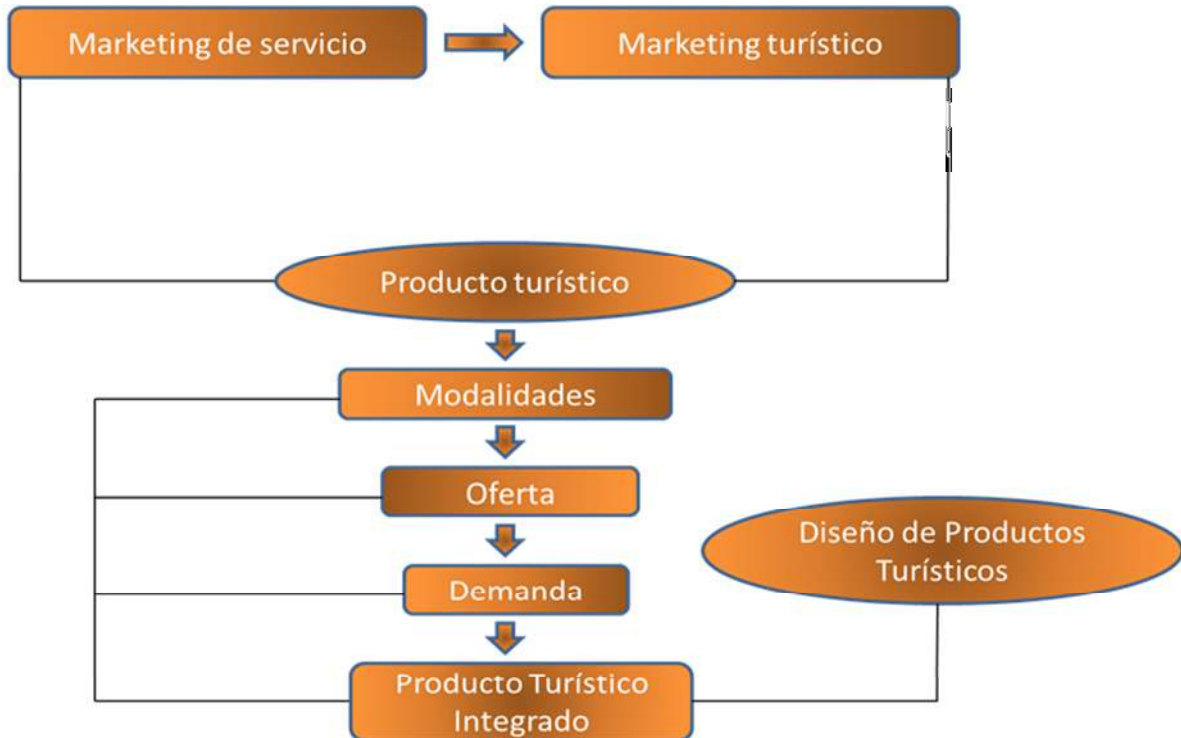 Marketing de servicio
Marketing turístico
Producto turístico
Modalidades
Oferta
Demanda
Diseño de Productos
Turísticos
Producto Turístico
Integrado